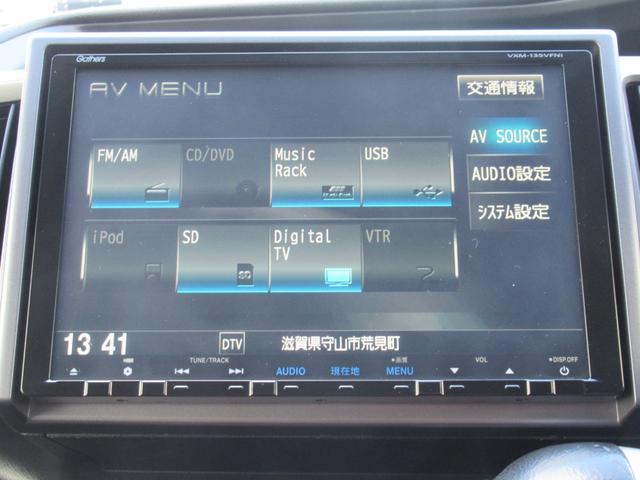 Gathers
VXM-135VFNi
AV MENU
交通情報
AV SOURCE
AUDIO設定
システム設定
FM/AM
CD/DVD
Music Rack
USB
iPod
SD
SD
Digital TV
VTR
13 41
DTV
滋賀県守山市荒見町
TUNE/TRACK
画質
VOL
DISP.OFF
AUDIO
現在地
MENU